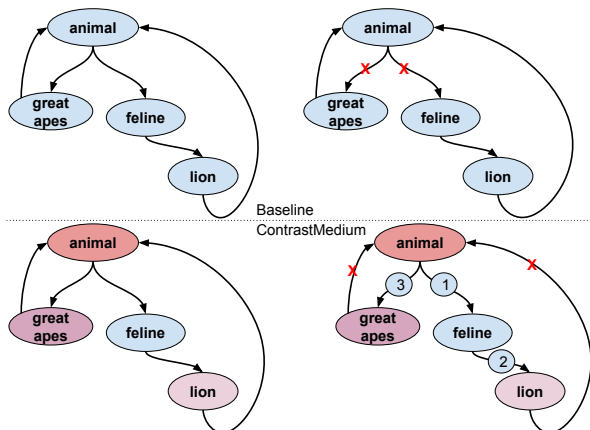 animal
great
apes
feline
lion
animal
X
X
great
apes
feline
lion
Baseline
ContrastMedium
animal
great
apes
feline
lion
animal
X
X
3
1
great
apes
feline
2
lion